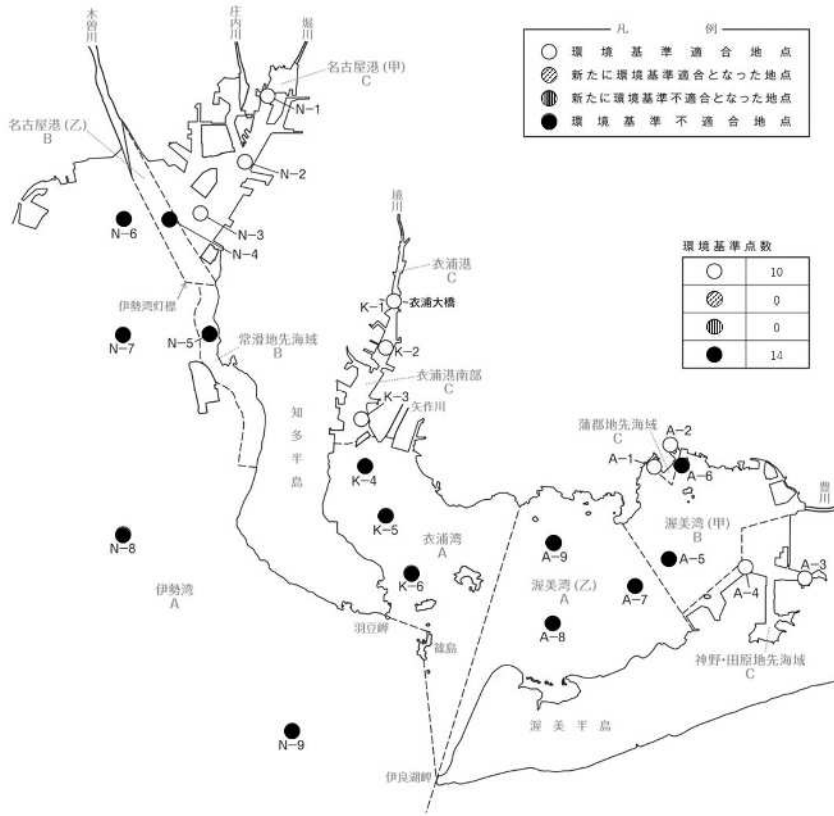 凡例
環境基準適合地点
新たに環境基準適合となった地点
新たに環境基準不適合となった地点
環境基準不適合地点
木曽川
庄内川
堀川
名古屋港(甲)
C
N-1
名古屋港(乙)
B
N-2
N-3
N-4
N-6
境川
衣浦港
C
環境基準点数
10
0
0
14
伊勢湾灯標
K-1
衣浦大橋
N-7
N-5
常滑地先海域
B
K-2
衣浦港南部
C
K-3
矢作川
知多半島
蒲郡地先海域
C
A-2
A-1
A-6
K-4
豊川
K-5
渥美湾(甲)
B
N-8
衣浦湾
A
A-9
A-5
A-3
K-6
A-4
伊勢湾
A
渥美湾(乙)
A
A-7
A-8
羽豆岬
篠島
神野・田原地先海域
C
N-9
渥美半島
伊良湖岬